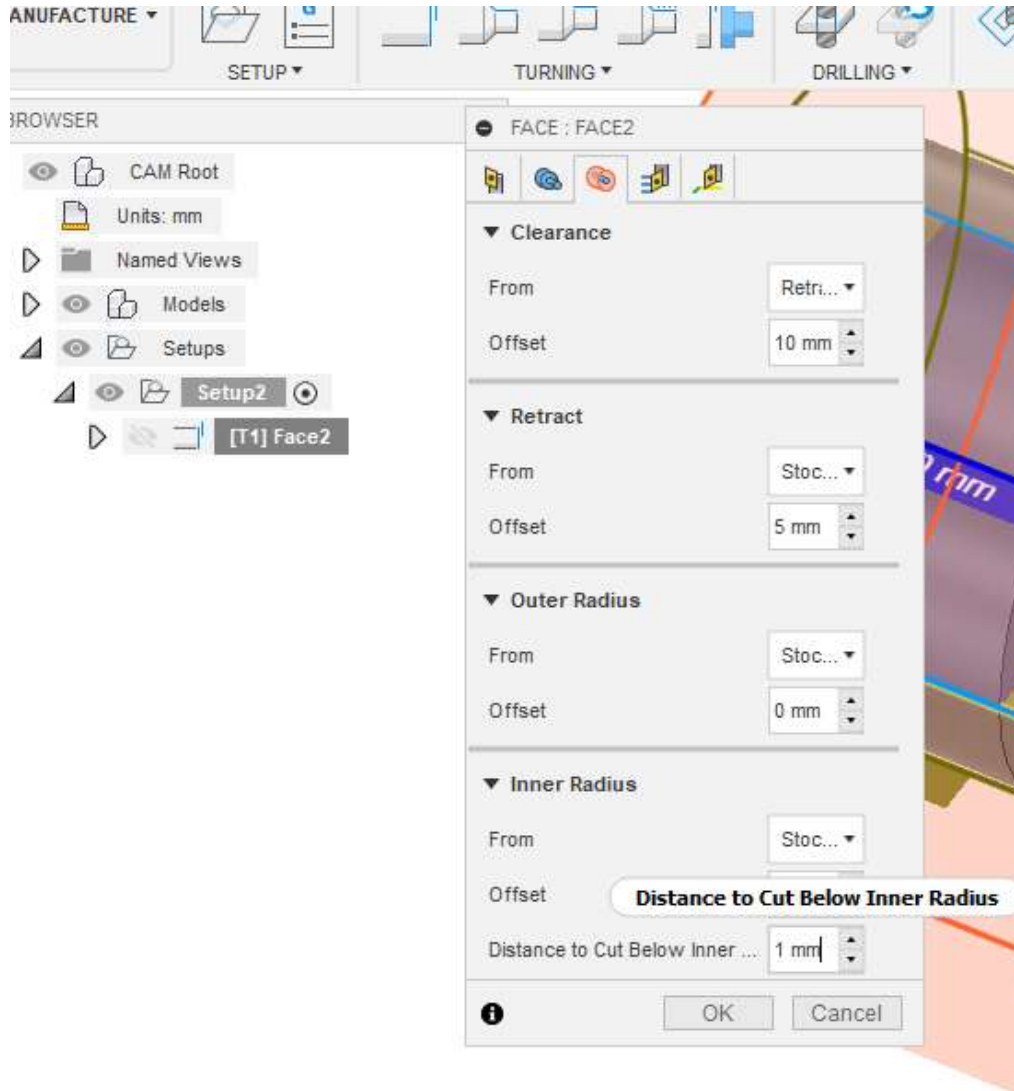 ANUFACTURE
G
SETUP
TURNING
DRILLING
BROWSER
FACE : FACE2
CAM Root
Units: mm
Named Views
Models
Setups
Setup2
[T1] Face2
Clearance
From Retri...
Offset 10 mm
Retract
From Stoc...
Offset 5 mm
mm
Outer Radius
From Stoc...
Offset 0 mm
Inner Radius
From Stoc...
Offset
Distance to Cut Below Inner Radius
Distance to Cut Below Inner ... 1 mm
OK Cancel